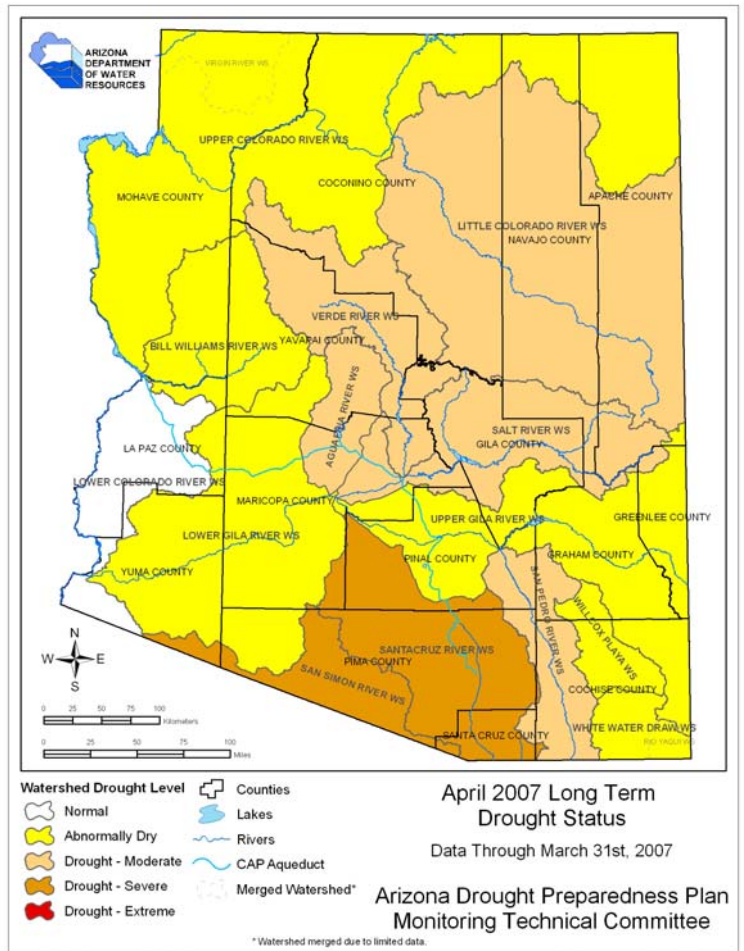 ARIZONA
DEPARTMENT
OF WATER
RESOURCES
VIRGIN RIVER WS
UPPER COLORADO RIVER WS
COCONINO COUNTY
MOHAVE COUNTY
APACHE COUNTY
LITTLE COLORADO RIVER WS
NAVAJO COUNTY
VERDE RIVER WS
YAVAPAI COUNTY
BILL WILLIAMS RIVER WS
AGUA FRIA RIVER WS
SALT RIVER WS
GILA COUNTY
LA PAZ COUNTY
LOWER COLORADO RIVER WS
MARICOPA COUNTY
UPPER GILA RIVER WS
GREENLEE COUNTY
LOWER GILA RIVER WS
PINAL COUNTY
GRAHAM COUNTY
YUMA COUNTY
SAN PEDRO RIVER WS
WILLCOX PLAYA WS
SANTACRUZ RIVER WS
PIMA COUNTY
SAN SIMON RIVER WS
COCHISE COUNTY
SANTA CRUZ COUNTY
WHITE WATER DRAW WS
RIO YAQUI WS
N
W E
S
0 25 50 100
Kilometers
0 25 50 100
Miles
Watershed Drought Level
Normal
Abnormally Dry
Drought - Moderate
Drought - Severe
Drought - Extreme
Counties
Lakes
Rivers
CAP Aqueduct
Merged Watershed*
April 2007 Long Term
Drought Status
Data Through March 31st, 2007
Arizona Drought Preparedness Plan
Monitoring Technical Committee
* Watershed merged due to limited data.